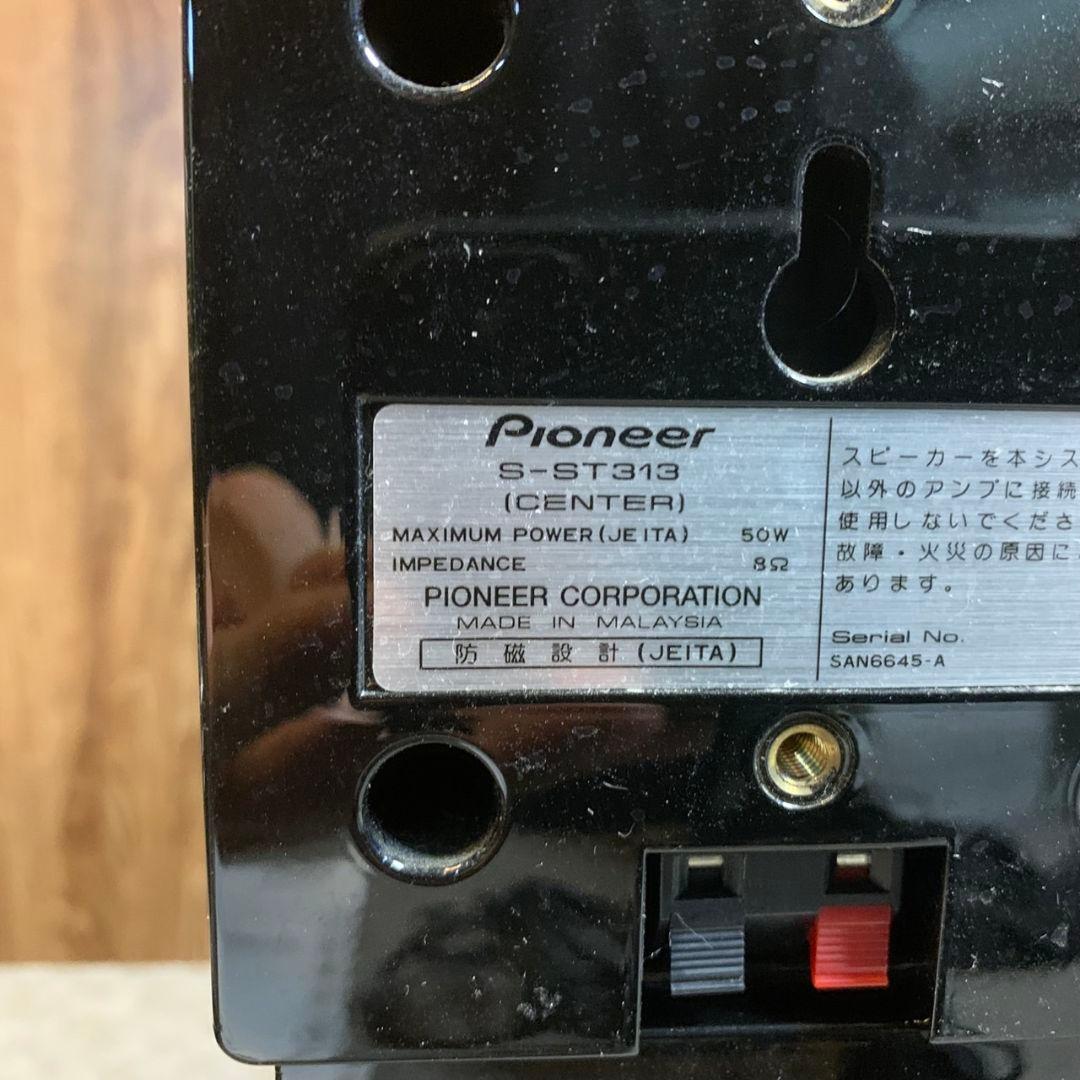 Pioneer
S-ST313
(CENTER)
MAXIMUM POWER (JEITA) 50W
IMPEDANCE 8Ω
PIONEER CORPORATION
MADE IN MALAYSIA
防磁設計 (JEITA)
スピーカーを本シス
以外のアンプに接続
使用しないでくださ
故障・火災の原因に
あります。
Serial No.
SAN6645-A